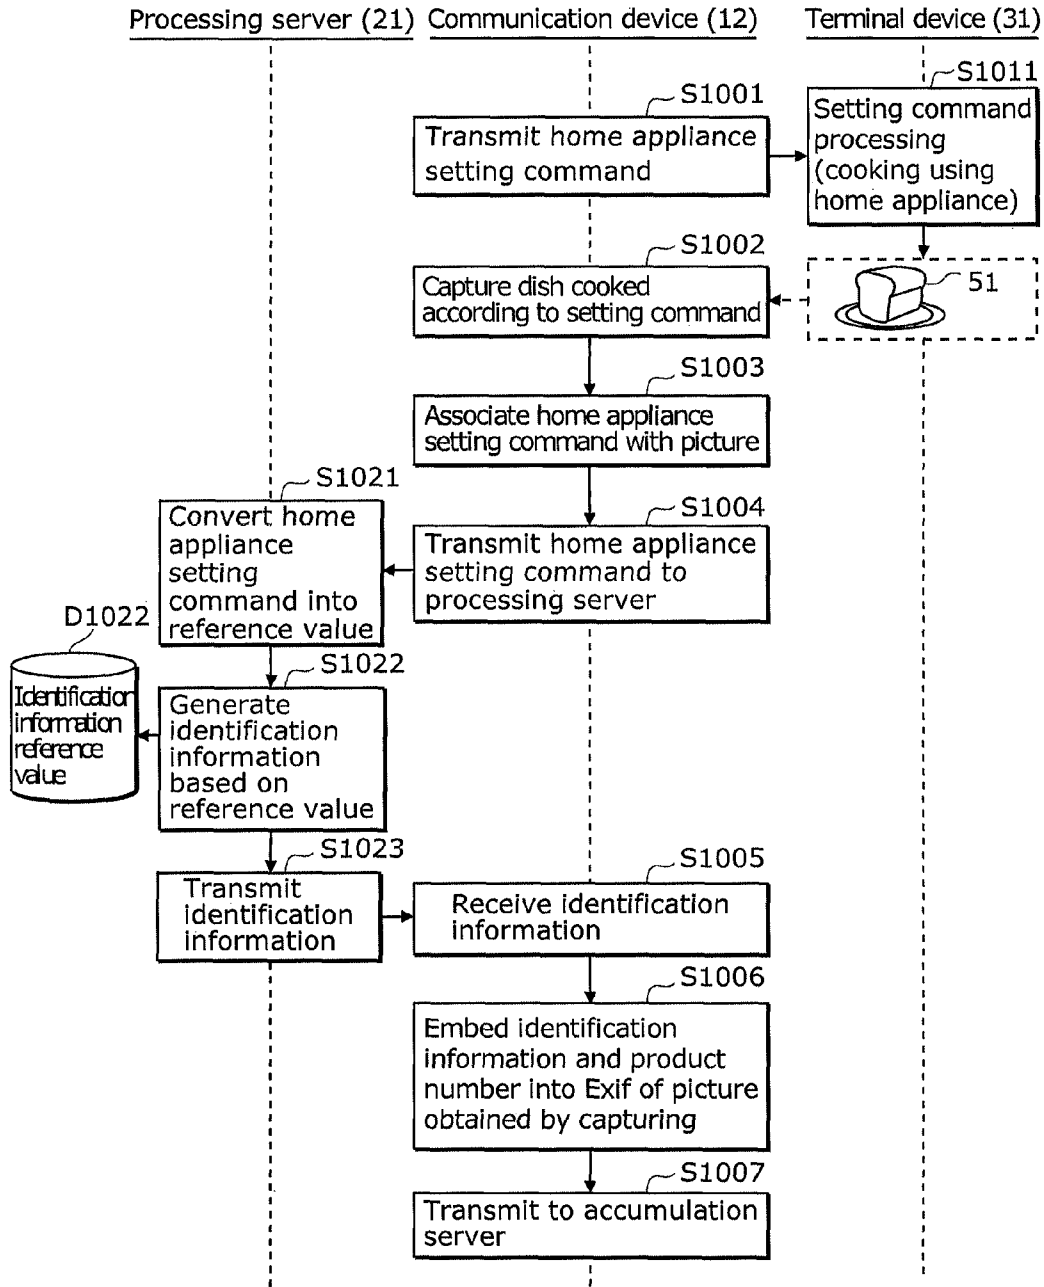 Processing server (21) Communication device (12) Terminal device (31)
S1001
Transmit home appliance
setting command
S1011
Setting command
processing
(cooking using
home appliance)
51
S1002
Capture dish cooked
according to setting command
S1003
Associate home appliance
setting command with picture
S1004
Transmit home appliance
setting command to
processing server
S1021
Convert home
appliance
setting
command into
reference value
D1022
Identification
information
reference
value
S1022
Generate
identification
information
based on
reference value
S1023
Transmit
identification
information
S1005
Receive identification
information
S1006
Embed identification
information and product
number into Exif of picture
obtained by capturing
S1007
Transmit to accumulation
server